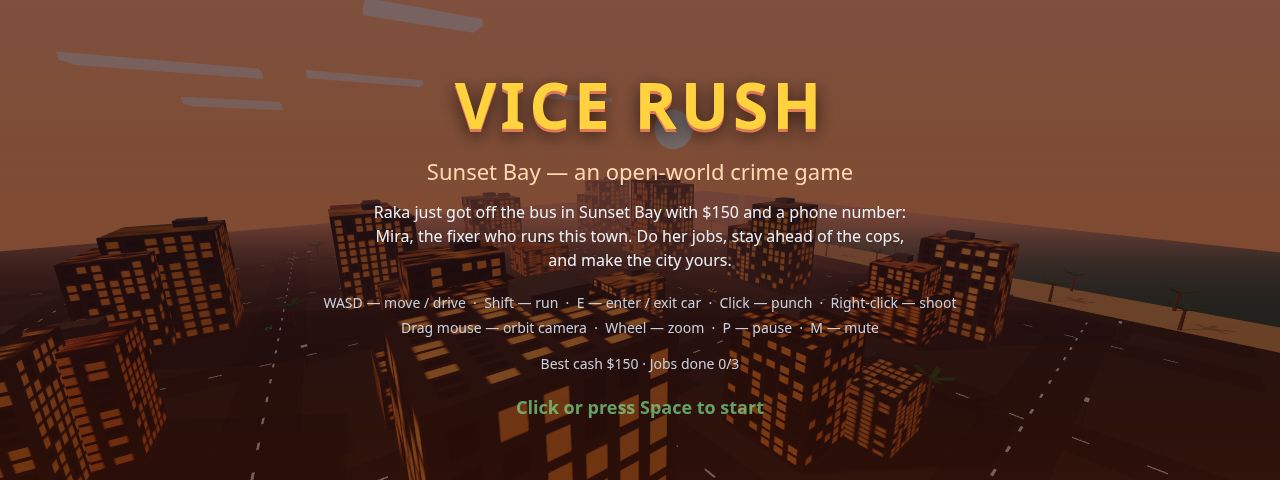 VICE RUSH
Sunset Bay — an open-world crime game
Raka just got off the bus in Sunset Bay with $150 and a phone number:
Mira, the fixer who runs this town. Do her jobs, stay ahead of the cops,
and make the city yours.
WASD — move / drive · Shift — run · E — enter / exit car · Click — punch · Right-click — shoot
Drag mouse — orbit camera · Wheel — zoom · P — pause · M — mute
Best cash $150 · Jobs done 0/3
Click or press Space to start